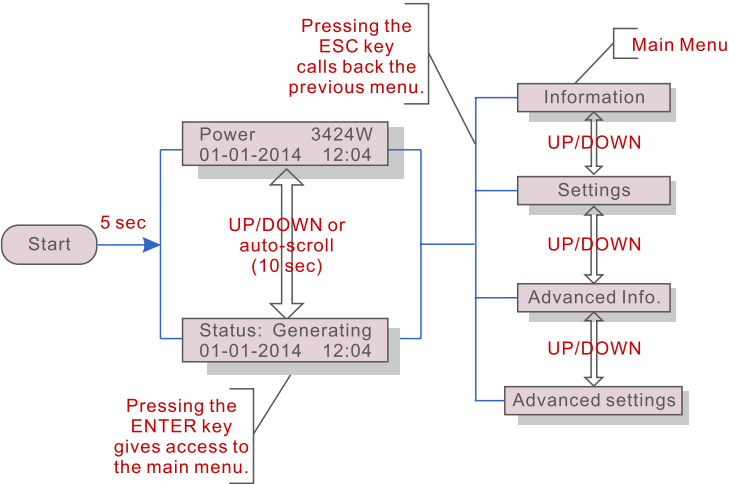 Pressing the
ESC key
calls back the
previous menu.
Main Menu
Information
Power 3424W
01-01-2014 12:04
UP/DOWN
Settings
5 sec
Start
UP/DOWN or
auto-scroll
(10 sec)
UP/DOWN
Advanced Info.
Status: Generating
01-01-2014 12:04
UP/DOWN
Advanced settings
Pressing the
ENTER key
gives access to
the main menu.